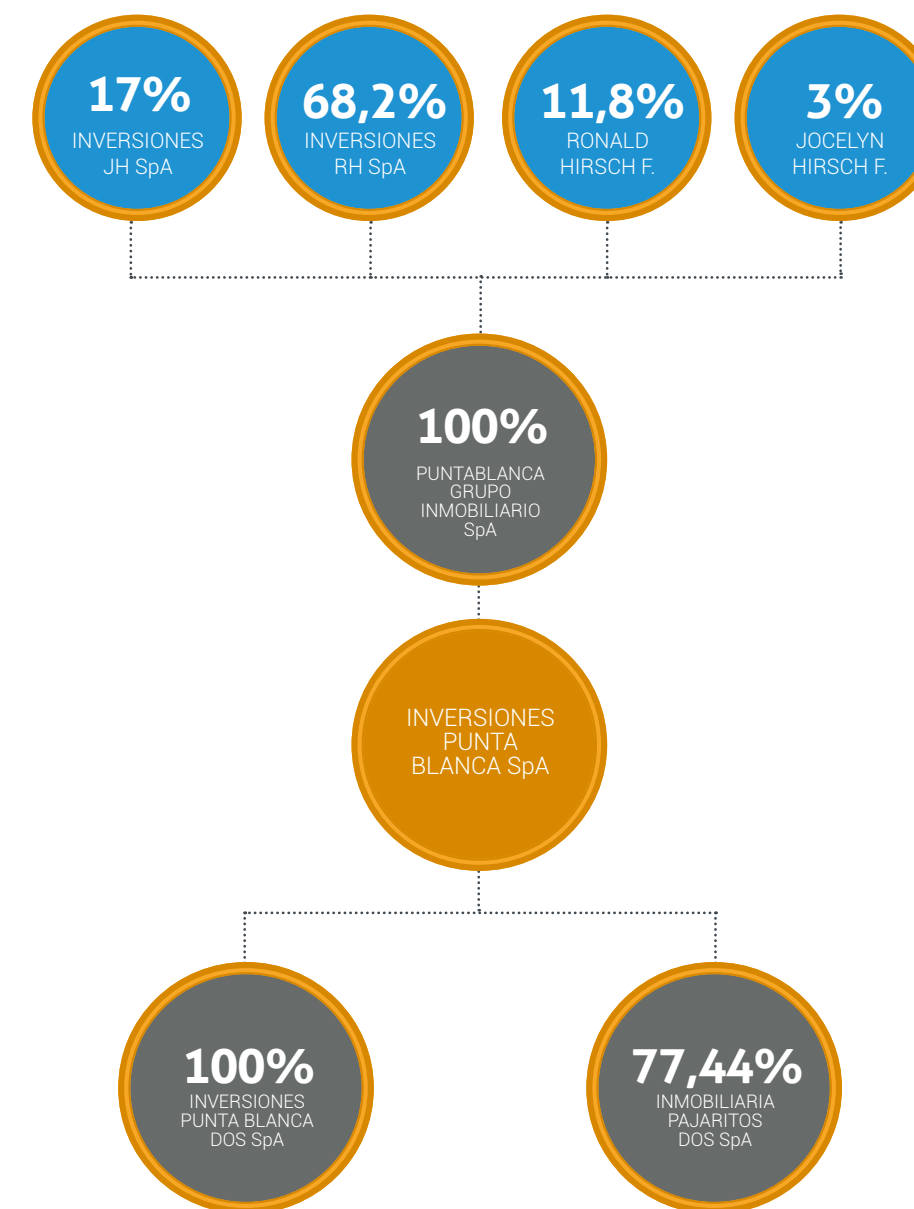 17%
INVERSIONES
JH SpA
68,2%
INVERSIONES
RH SpA
11,8%
RONALD
HIRSCH F.
3%
JOCELYN
HIRSCH F.
100%
PUNTABLANCA
GRUPO
INMOBILIARIO
SpA
INVERSIONES
PUNTA
BLANCA SpA
100%
INVERSIONES
PUNTA BLANCA
DOS SpA
77,44%
INMOBILIARIA
PAJARITOS
DOS SpA